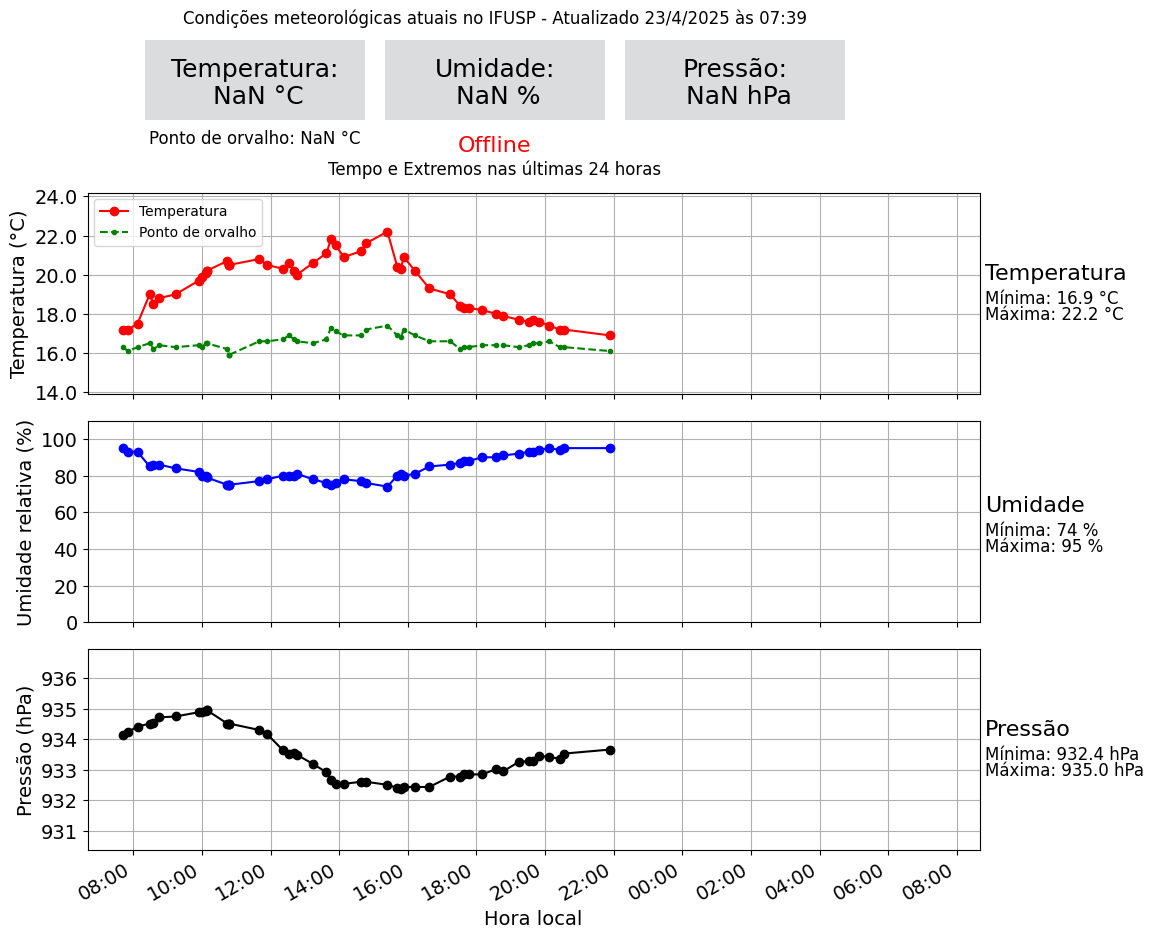 Condições meteorológicas atuais no IFUSP - Atualizado 23/4/2025 às 07:39
Temperatura:
NaN °C
Umidade:
NaN %
Pressão:
NaN hPa
Ponto de orvalho: NaN °C
Offline
Tempo e Extremos nas últimas 24 horas
Temperatura (°C)
24.0
22.0
20.0
18.0
16.0
14.0
Temperatura
Ponto de orvalho
Temperatura
Mínima: 16.9 °C
Máxima: 22.2 °C
Umidade relativa (%)
100
80
60
40
20
0
Umidade
Mínima: 74 %
Máxima: 95 %
Pressão (hPa)
936
935
934
933
932
931
Pressão
Mínima: 932.4 hPa
Máxima: 935.0 hPa
08:00 10:00 12:00 14:00 16:00 18:00 20:00 22:00 00:00 02:00 04:00 06:00 08:00
Hora local